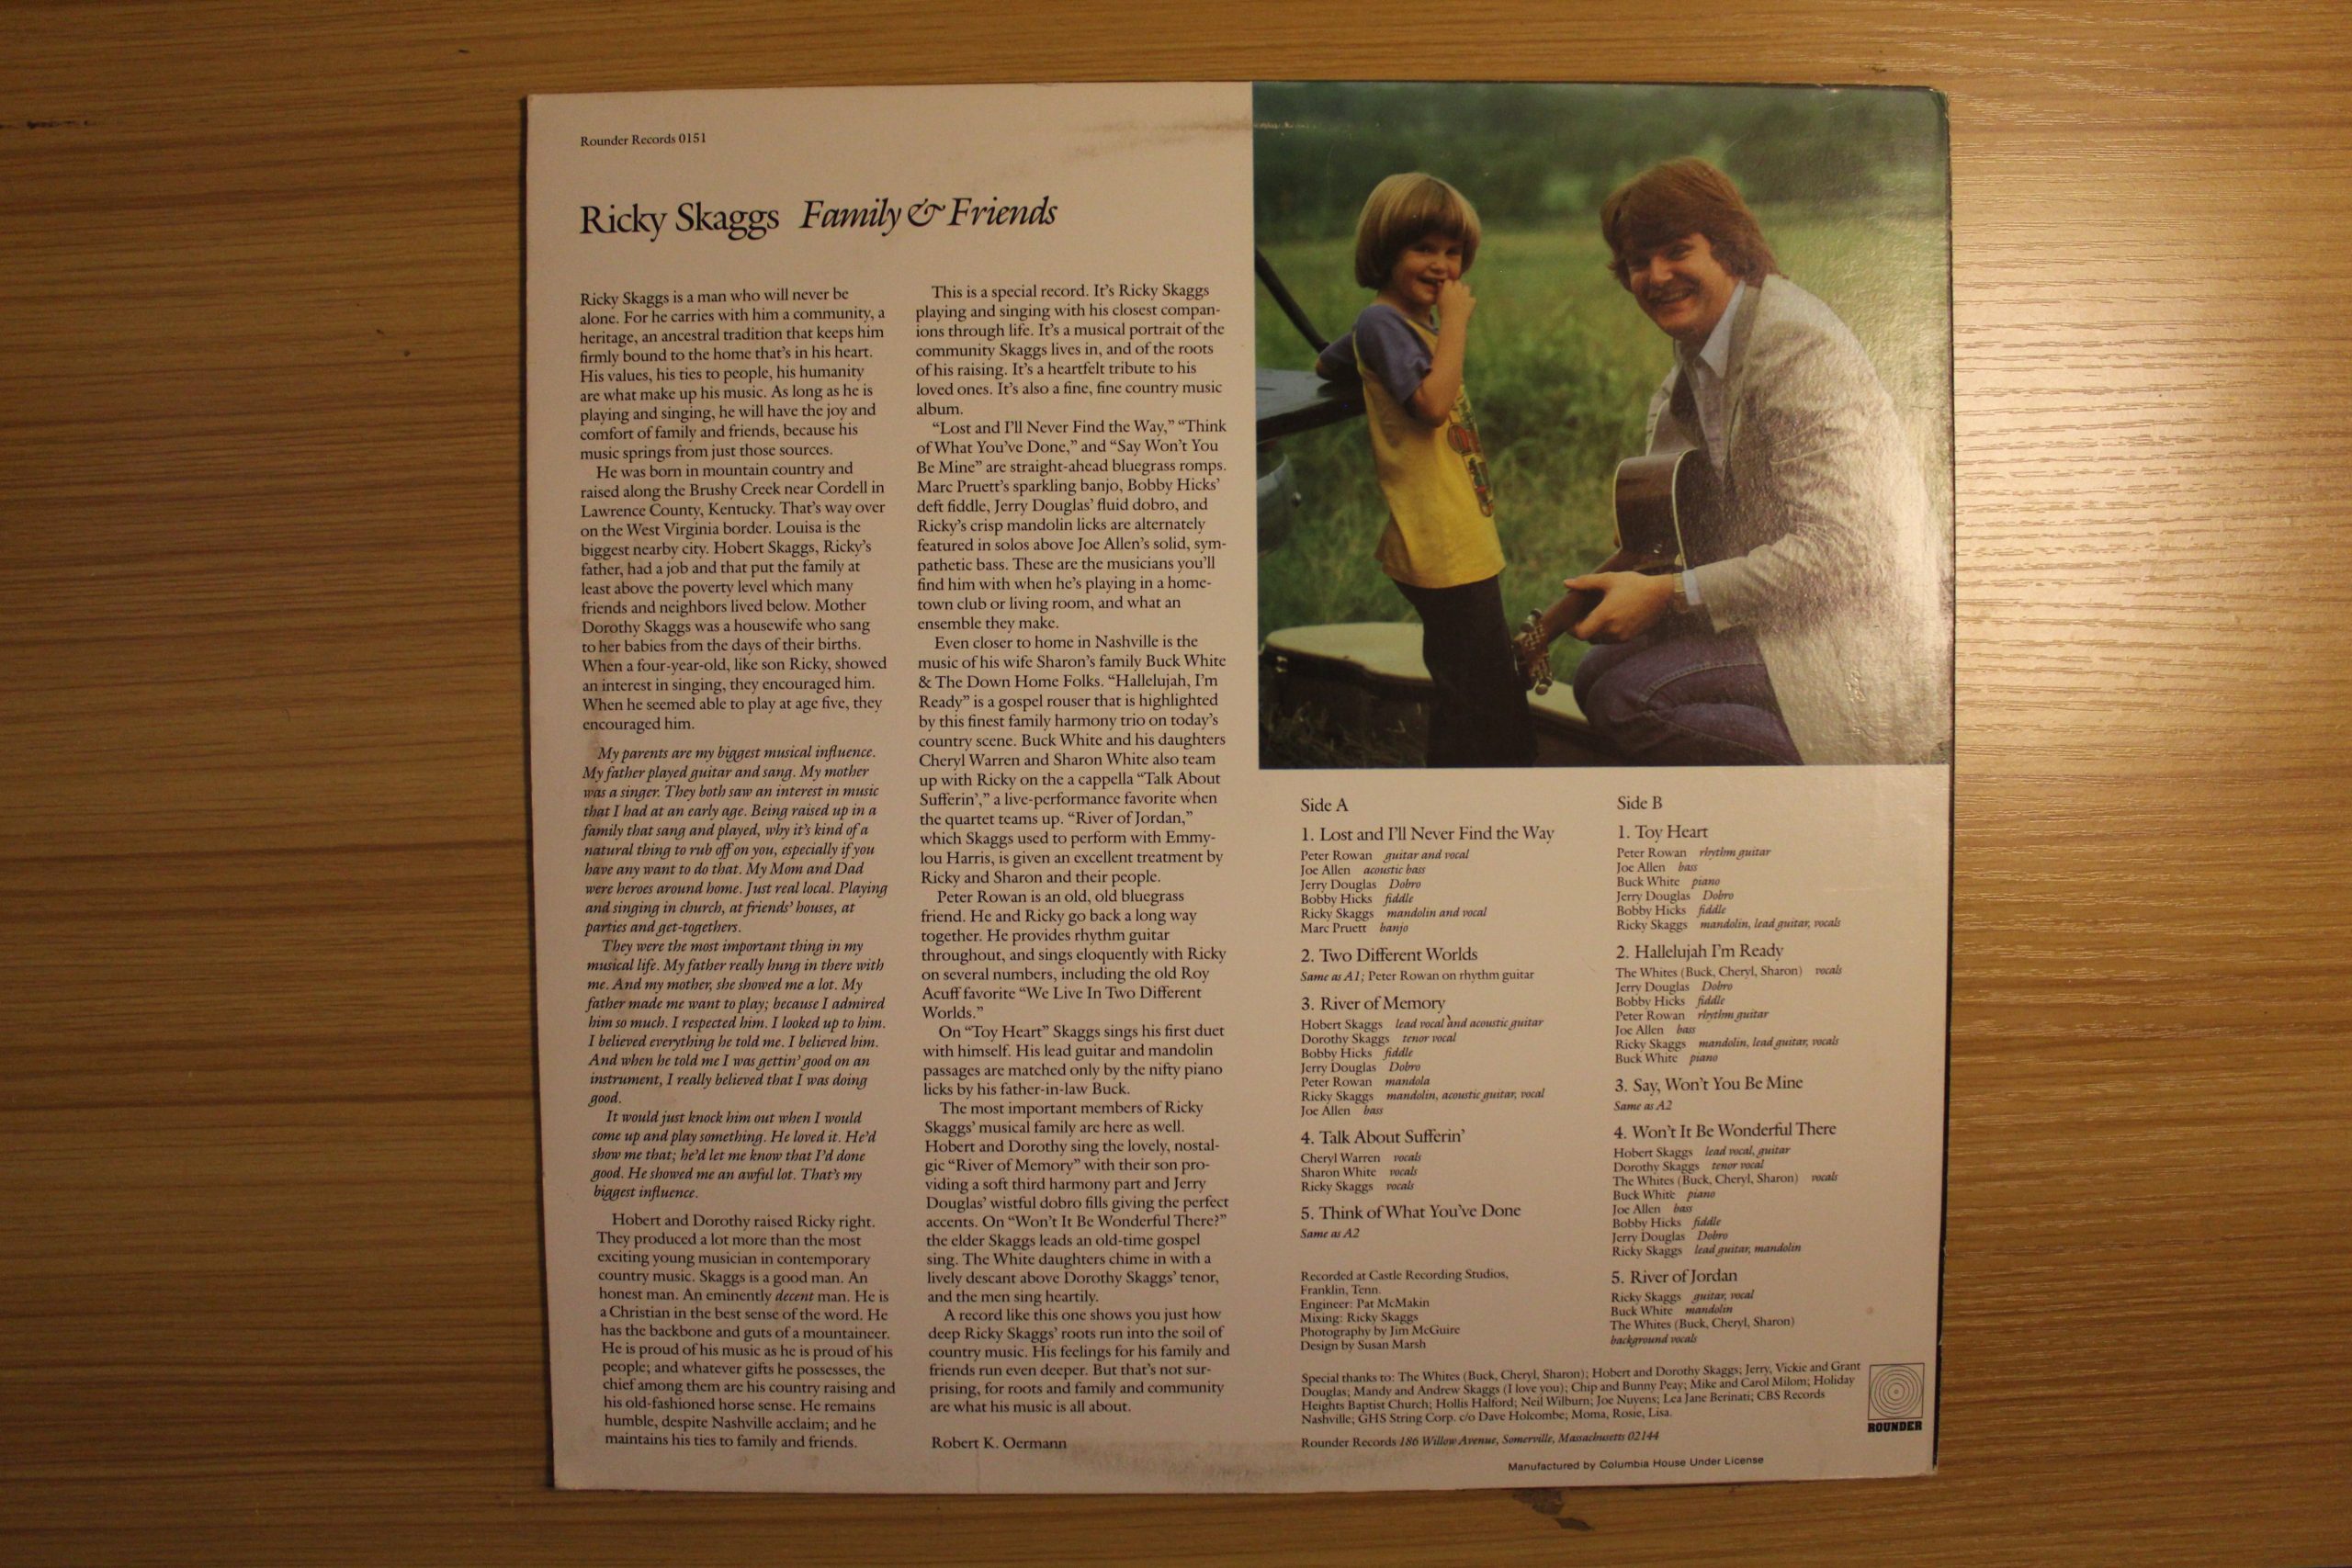 Rounder Records 0151
Ricky Skaggs Family & Friends
Ricky Skaggs is a man who will never be
alone. For he carries with him a community, a
heritage, an ancestral tradition that keeps him
firmly bound to the home that's in his heart.
His values, his ties to people, his humanity
are what make up his music. As long as he is
playing and singing, he will have the joy and
comfort of family and friends, because his
music springs from just those sources.
He was born in mountain country and
raised along the Brushy Creek near Cordell in
Lawrence County, Kentucky. That's way over
on the West Virginia border. Louisa is the
biggest nearby city. Hobert Skaggs, Ricky's
father, had a job and that put the family at
least above the poverty level which many
friends and neighbors lived below. Mother
Dorothy Skaggs was a housewife who sang
to her babies from the days of their births.
When a four-year-old, like son Ricky, showed
an interest in singing, they encouraged him.
When he seemed able to play at age five, they
encouraged him.
My parents are my biggest musical influence.
My father played guitar and sang. My mother
was a singer. They both saw an interest in music
that I had at an early age. Being raised up in a
family that sang and played, why it's kind of a
natural thing to rub off on you, especially if you
have any want to do that. My Mom and Dad
were heroes around home. Just real local. Playing
and singing in church, at friends' houses, at
parties and get-togethers.
They were the most important thing in my
musical life. My father really hung in there with
me. And my mother, she showed me a lot. My
father made me want to play; because I admired
him so much. I respected him. I looked up to him.
I believed everything he told me. I believed him.
And when he told me I was gettin' good on an
instrument, I really believed that I was doing
good.
It would just knock him out when I would
come up and play something. He loved it. He'd
show me that; he'd let me know that I'd done
good. He showed me an awful lot. That's my
biggest influence.
Hobert and Dorothy raised Ricky right.
They produced a lot more than the most
exciting young musician in contemporary
country music. Skaggs is a good man. An
honest man. An eminently decent man. He is
a Christian in the best sense of the word. He
has the backbone and guts of a mountaineer.
He is proud of his music as he is proud of his
people; and whatever gifts he possesses, the
chief among them are his country raising and
his old-fashioned horse sense. He remains
humble, despite Nashville acclaim; and he
maintains his ties to family and friends.
This is a special record. It's Ricky Skaggs
playing and singing with his closest compan-
ions through life. It's a musical portrait of the
community Skaggs lives in, and of the roots
of his raising. It's a heartfelt tribute to his
loved ones. It's also a fine, fine country music
album.
"Lost and I'll Never Find the Way," "Think
of What You've Done," and "Say Won't You
Be Mine" are straight-ahead bluegrass romps.
Marc Pruett's sparkling banjo, Bobby Hicks'
deft fiddle, Jerry Douglas' fluid dobro, and
Ricky's crisp mandolin licks are alternately
featured in solos above Joe Allen's solid, sym-
pathetic bass. These are the musicians you'll
find him with when he's playing in a home-
town club or living room, and what an
ensemble they make.
Even closer to home in Nashville is the
music of his wife Sharon's family Buck White
& The Down Home Folks. "Hallelujah, I'm
Ready" is a gospel rouser that is highlighted
by this finest family harmony trio on today's
country scene. Buck White and his daughters
Cheryl Warren and Sharon White also team
up with Ricky on the a cappella "Talk About
Sufferin'," a live-performance favorite when
the quartet teams up. "River of Jordan,"
which Skaggs used to perform with Emmy-
lou Harris, is given an excellent treatment by
Ricky and Sharon and their people.
Peter Rowan is an old, old bluegrass
friend. He and Ricky go back a long way
together. He provides rhythm guitar
throughout, and sings eloquently with Ricky
on several numbers, including the old Roy
Acuff favorite "We Live In Two Different
Worlds."
On "Toy Heart" Skaggs sings his first duet
with himself. His lead guitar and mandolin
passages are matched only by the nifty piano
licks by his father-in-law Buck.
The most important members of Ricky
Skaggs' musical family are here as well.
Hobert and Dorothy sing the lovely, nostal-
gic "River of Memory" with their son pro-
viding a soft third harmony part and Jerry
Douglas' wistful dobro fills giving the perfect
accents. On "Won't It Be Wonderful There?"
the elder Skaggs leads an old-time gospel
sing. The White daughters chime in with a
lively descant above Dorothy Skaggs' tenor,
and the men sing heartily.
A record like this one shows you just how
deep Ricky Skaggs' roots run into the soil of
country music. His feelings for his family and
friends run even deeper. But that's not sur-
prising, for roots and family and community
are what his music is all about.
Robert K. Oermann
Side A
1. Lost and I'll Never Find the Way
Peter Rowan guitar and vocal
Joe Allen acoustic bass
Jerry Douglas Dobro
Bobby Hicks fiddle
Ricky Skaggs mandolin and vocal
Marc Pruett banjo
2. Two Different Worlds
Same as A1; Peter Rowan on rhythm guitar
3. River of Memory
Hobert Skaggs lead vocal and acoustic guitar
Dorothy Skaggs tenor vocal
Bobby Hicks fiddle
Jerry Douglas Dobro
Peter Rowan mandola
Ricky Skaggs mandolin, acoustic guitar, vocal
Joe Allen bass
4. Talk About Sufferin'
Cheryl Warren vocals
Sharon White vocals
Ricky Skaggs vocals
5. Think of What You've Done
Same as A2
Recorded at Castle Recording Studios,
Franklin, Tenn.
Engineer: Pat McMakin
Mixing: Ricky Skaggs
Photography by Jim McGuire
Design by Susan Marsh
Side B
1. Toy Heart
Peter Rowan rhythm guitar
Joe Allen bass
Buck White piano
Jerry Douglas Dobro
Bobby Hicks fiddle
Ricky Skaggs mandolin, lead guitar, vocals
2. Hallelujah I'm Ready
The Whites (Buck, Cheryl, Sharon) vocals
Jerry Douglas Dobro
Bobby Hicks fiddle
Peter Rowan rhythm guitar
Joe Allen bass
Ricky Skaggs mandolin, lead guitar, vocals
Buck White piano
3. Say, Won't You Be Mine
Same as A2
4. Won't It Be Wonderful There
Hobert Skaggs lead vocal, guitar
Dorothy Skaggs tenor vocal
The Whites (Buck, Cheryl, Sharon) vocals
Buck White piano
Joe Allen bass
Bobby Hicks fiddle
Jerry Douglas Dobro
Ricky Skaggs lead guitar, mandolin
5. River of Jordan
Ricky Skaggs guitar, vocal
Buck White mandolin
The Whites (Buck, Cheryl, Sharon)
background vocals
Special thanks to: The Whites (Buck, Cheryl, Sharon); Hobert and Dorothy Skaggs; Jerry, Vickie and Grant
Douglas; Mandy and Andrew Skaggs (I love you); Chip and Bunny Peay; Mike and Carol Milom; Holiday
Heights Baptist Church; Hollis Halford; Neil Wilburn; Joe Nuyens; Lea Jane Berinati; CBS Records
Nashville; GHS String Corp. c/o Dave Holcombe; Moma, Rosie, Lisa.
Rounder Records 186 Willow Avenue, Somerville, Massachusetts 02144
ROUNDER
Manufactured by Columbia House Under License